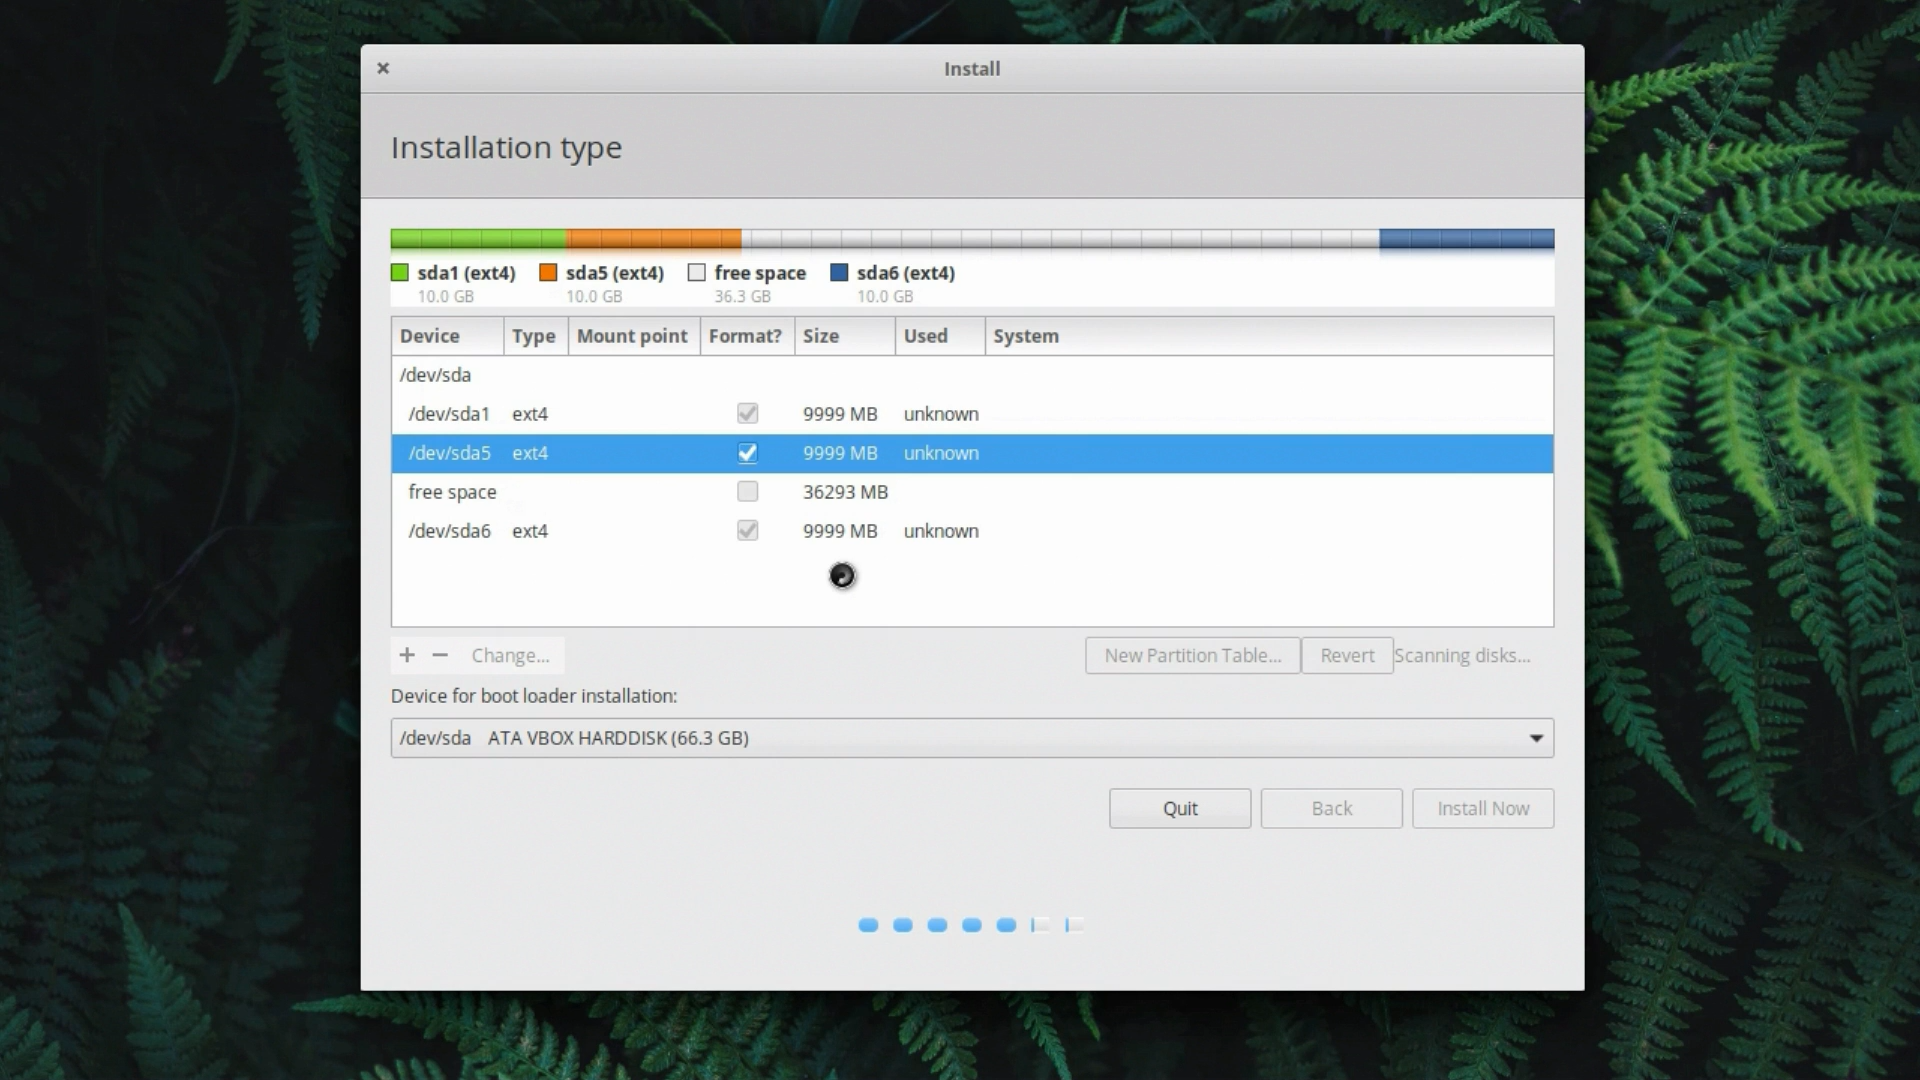 Install
Installation type
sda1 (ext4) sda5 (ext4) free space sda6 (ext4)
10.0 GB 10.0 GB 36.3 GB 10.0 GB
Device Type Mount point Format? Size Used System
/dev/sda
/dev/sda1 ext4 9999 MB unknown
/dev/sda5 ext4 9999 MB unknown
free space 36293 MB
/dev/sda6 ext4 9999 MB unknown
+ − Change... New Partition Table... Revert Scanning disks...
Device for boot loader installation:
/dev/sda ATA VBOX HARDDISK (66.3 GB)
Quit Back Install Now